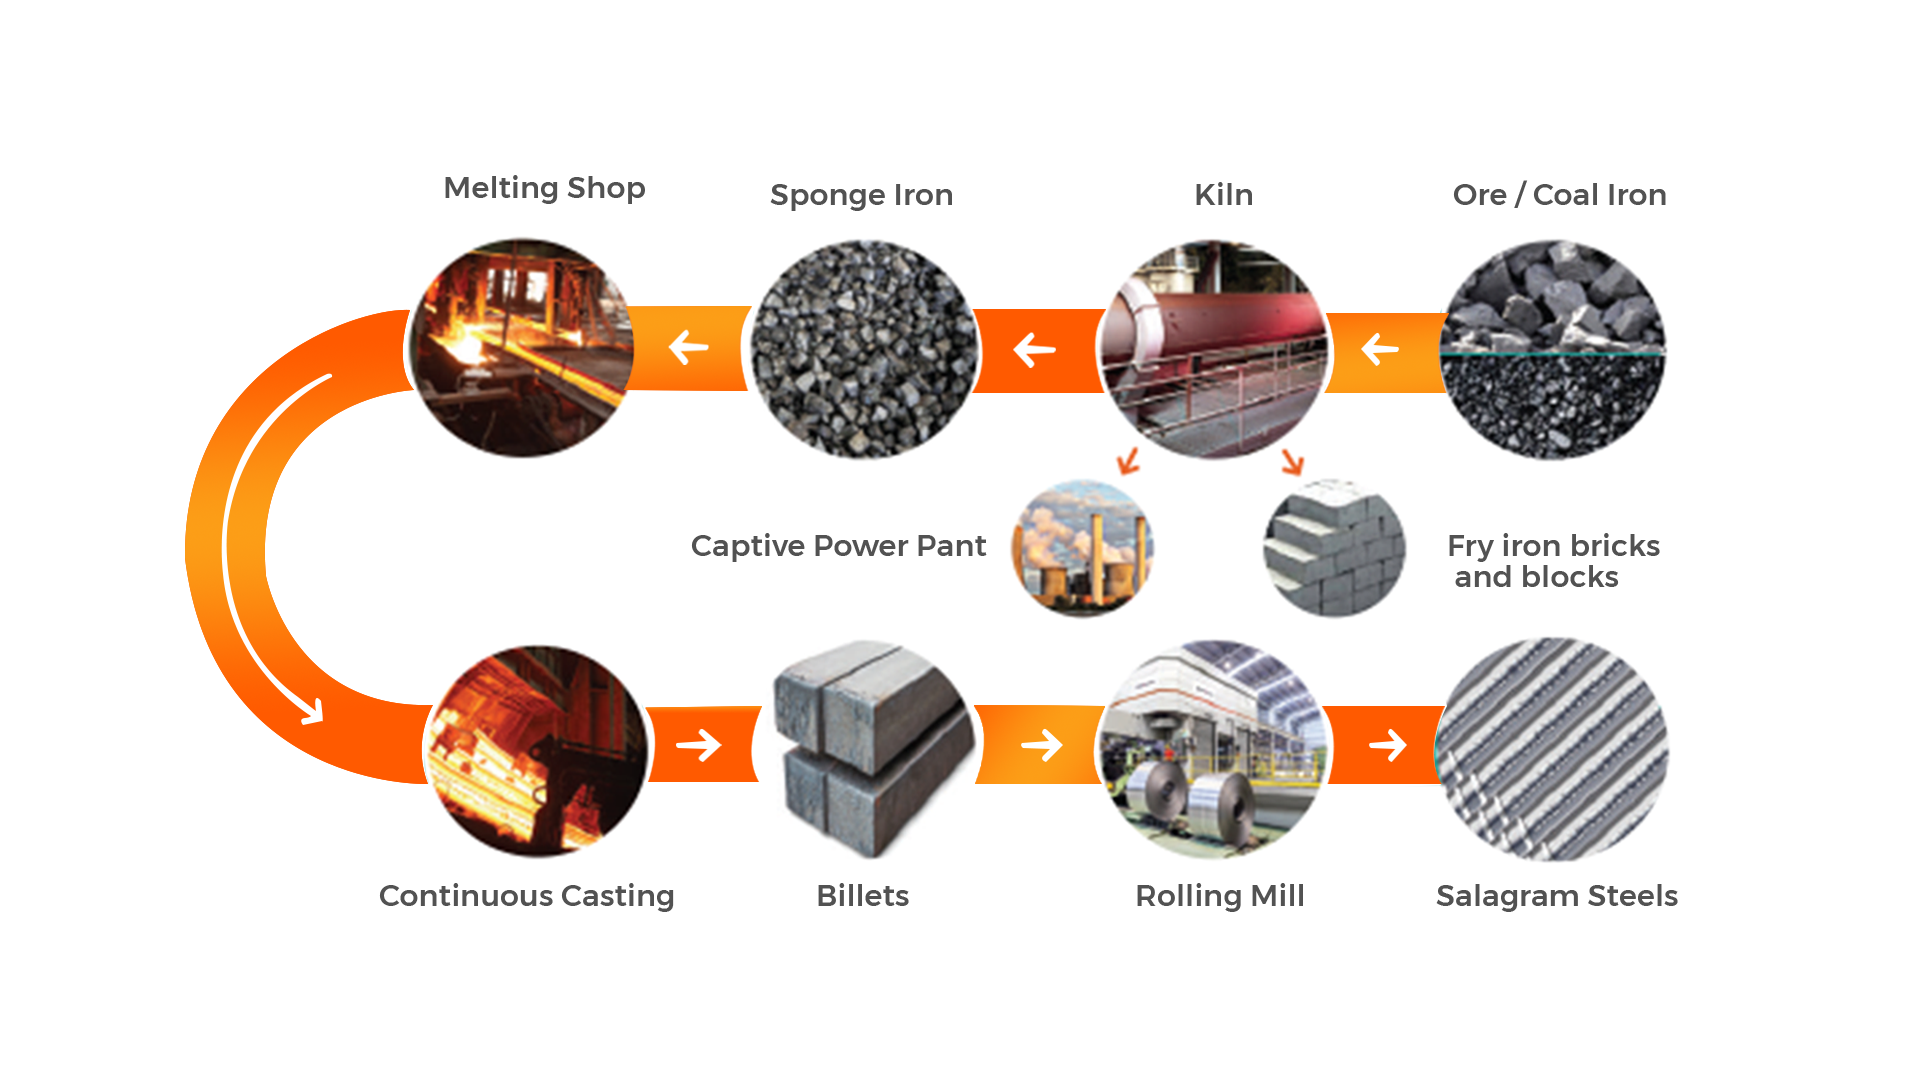 Melting Shop
Sponge Iron
Kiln
Ore / Coal Iron
Captive Power Pant
Fry iron bricks
and blocks
Continuous Casting
Billets
Rolling Mill
Salagram Steels